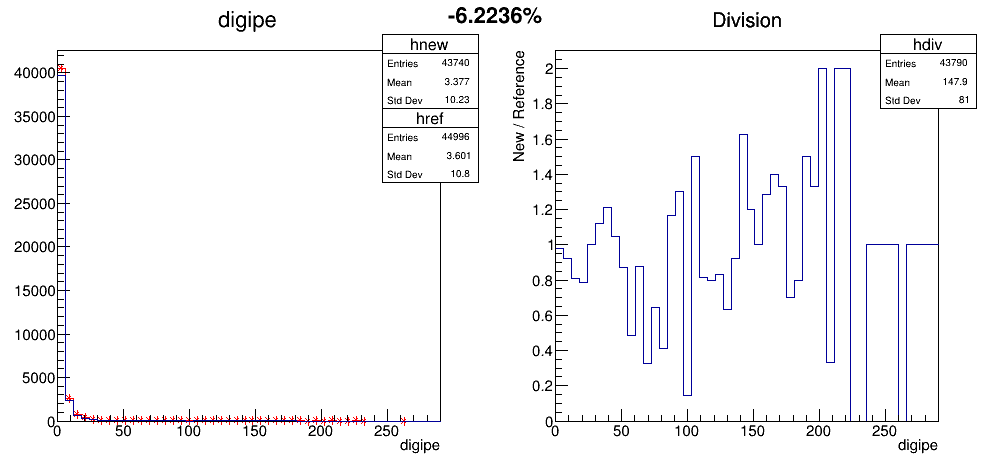 digipe
-6.2236%
Division
hnew
Entries 43740
Mean 3.377
Std Dev 10.23
href
Entries 44996
Mean 3.601
Std Dev 10.8
40000
35000
30000
25000
20000
15000
10000
5000
0
0 50 100 150 200 250
digipe
hdiv
Entries 43790
Mean 147.9
Std Dev 81
New / Reference
2
1.8
1.6
1.4
1.2
1
0.8
0.6
0.4
0.2
0
0 50 100 150 200 250
digipe